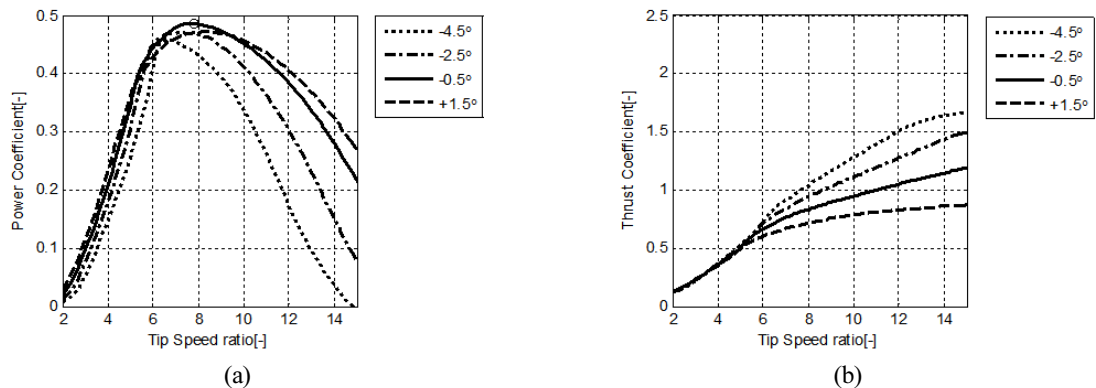 0.5
0.4
0.3
0.2
0.1
0
Power Coefficient[-]
2 4 6 8 10 12 14
Tip Speed ratio[-]
-4.5°
-2.5°
-0.5°
+1.5°
(a)
2.5
2
1.5
1
0.5
0
Thrust Coefficient[-]
2 4 6 8 10 12 14
Tip Speed ratio[-]
-4.5°
-2.5°
-0.5°
+1.5°
(b)